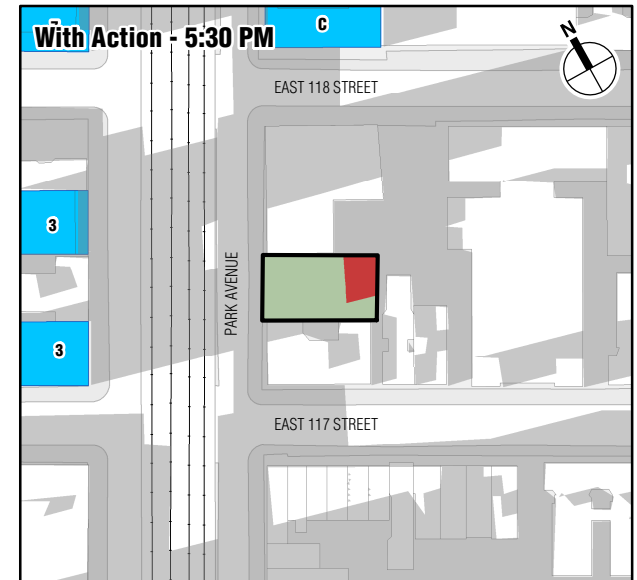 With Action - 5:30 PM
C
N
EAST 118 STREET
3
PARK AVENUE
3
EAST 117 STREET